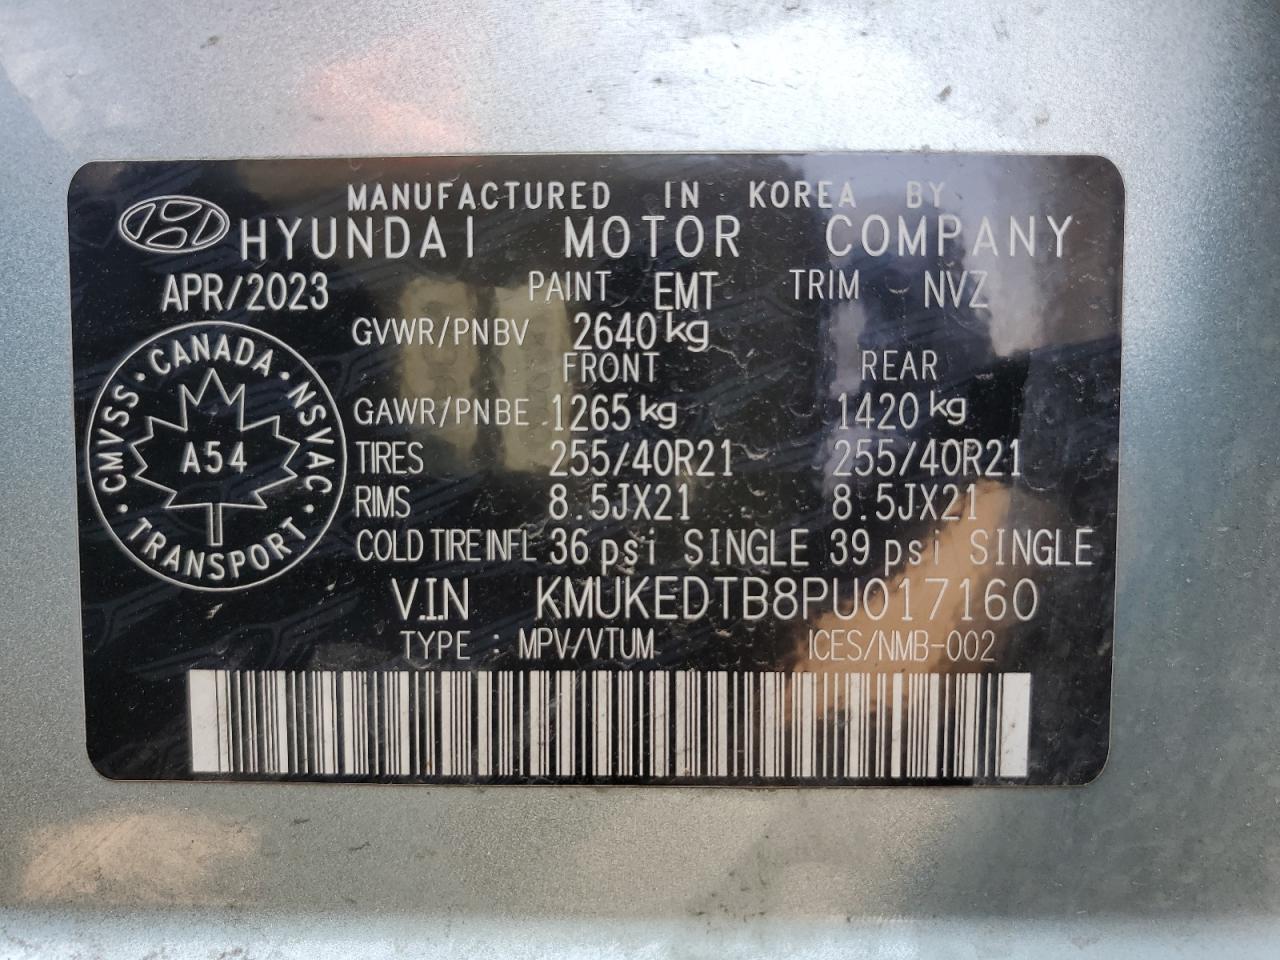 MANUFACTURED IN KOREA BY
HYUNDAI MOTOR COMPANY
APR/2023 PAINT EMT TRIM NVZ
GVWR/PNBV 2640 kg
FRONT REAR
GAWR/PNBE 1265 kg 1420 kg
TIRES 255/40R21 255/40R21
RIMS 8.5JX21 8.5JX21
COLD TIRE INFL 36 psi SINGLE 39 psi SINGLE
V.I.N KMUKEDTB8PU017160
TYPE : MPV/VTUM ICES/NMB-002
CMVSS · CANADA · NSVAC · TRANSPORT ·
A54